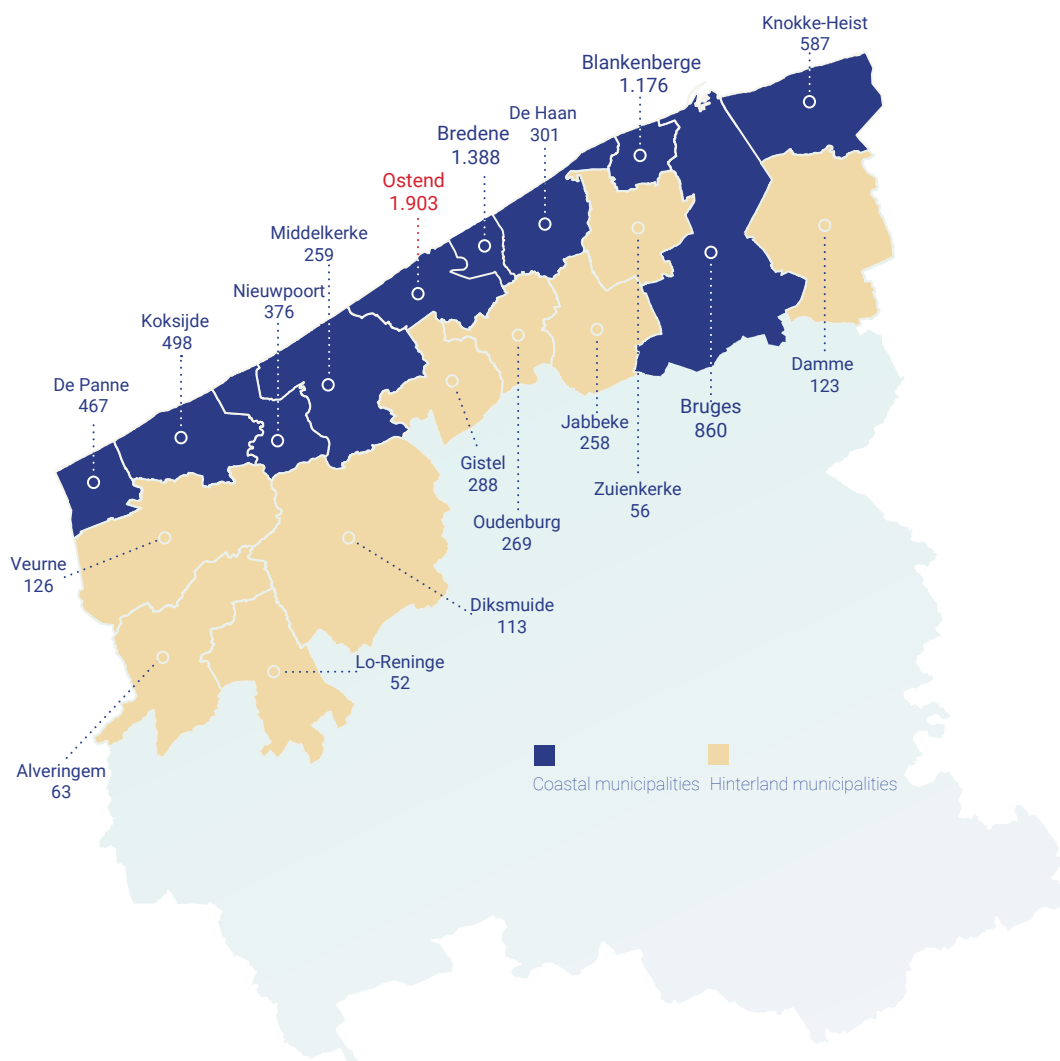 Knokke-Heist
587
Blankenberge
1.176
De Haan
301
Bredene
1.388
Ostend
1.903
Middelkerke
259
Nieuwpoort
376
Koksijde
498
De Panne
467
Damme
123
Bruges
860
Jabbeke
258
Gistel
288
Zuienkerke
56
Oudenburg
269
Veurne
126
Diksmuide
113
Lo-Reninge
52
Alveringem
63
Coastal municipalities
Hinterland municipalities